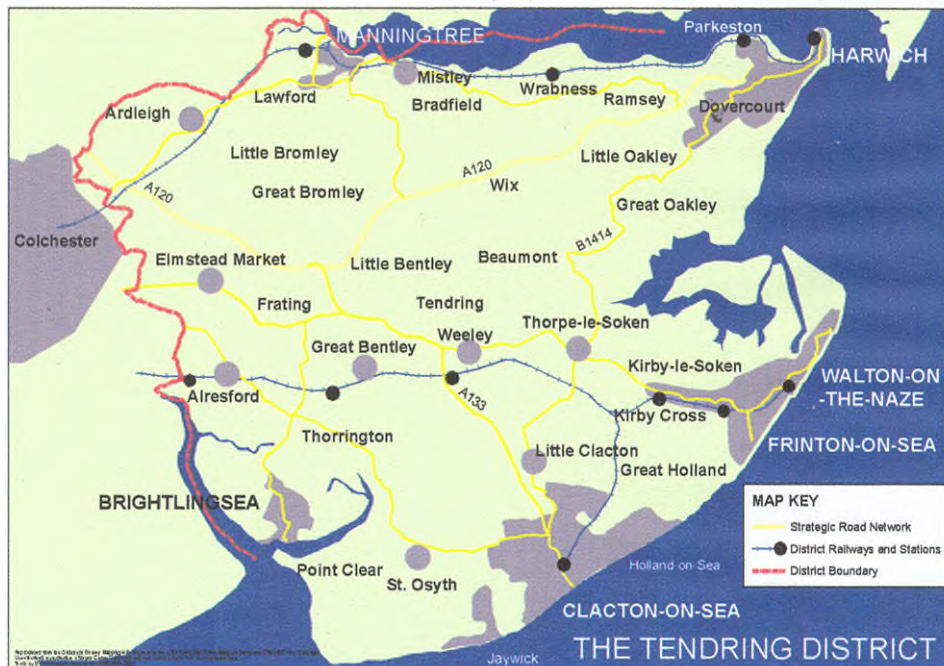 MANNINGTREE
Parkeston
HARWICH
Mistley
Wrabness
Lawford
Bradfield
Ramsey
Dovercourt
Ardleigh
Little Bromley
Little Oakley
A120
A120
Wix
Great Bromley
Great Oakley
Colchester
B1414
Elmstead Market
Little Bentley
Beaumont
Frating
Tendring
Thorpe-le-Soken
Great Bentley
Weeley
Kirby-le-Soken
WALTON-ON
-THE-NAZE
Alresford
A133
Kirby Cross
Thorrington
FRINTON-ON-SEA
Little Clacton
Great Holland
BRIGHTLINGSEA
MAP KEY
Strategic Road Network
District Railways and Stations
District Boundary
Holland-on-Sea
Point Clear
St. Osyth
CLACTON-ON-SEA
Jaywick
THE TENDRING DISTRICT